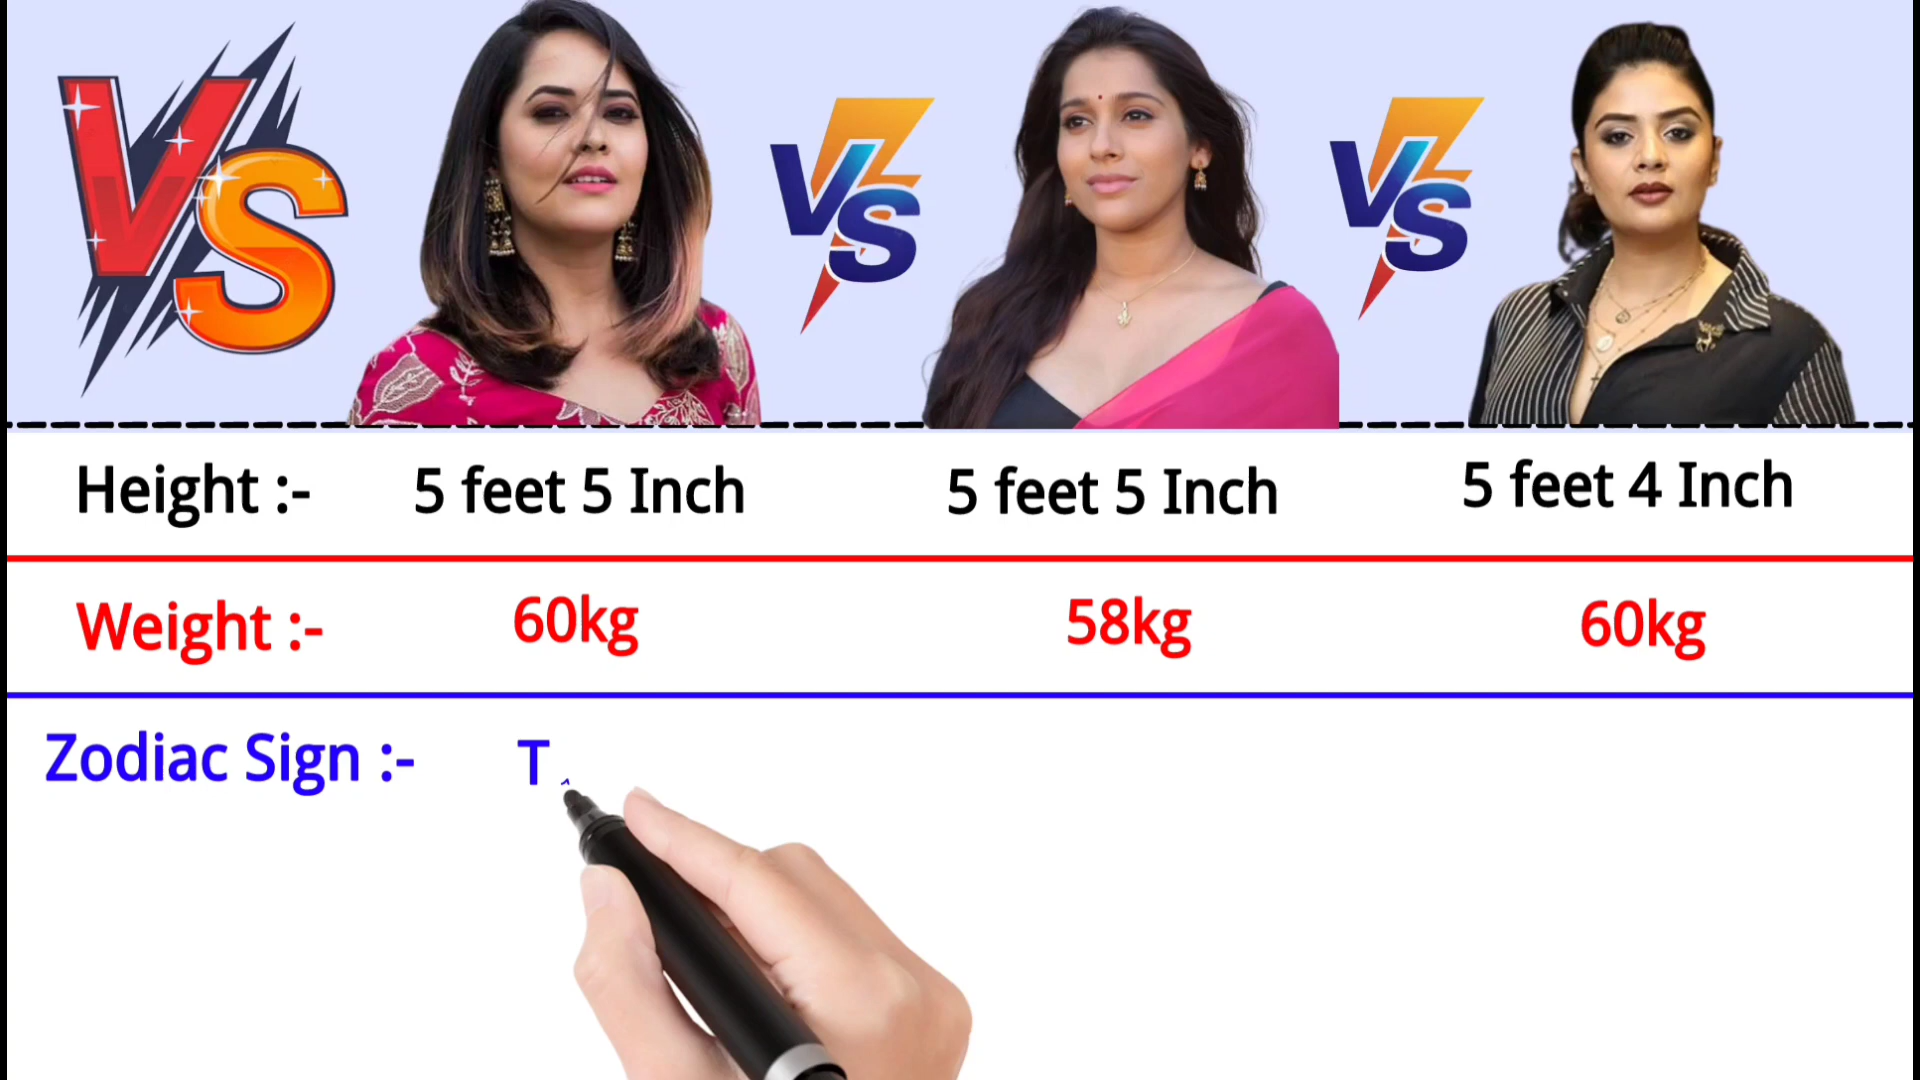 VS
VS
VS
Height :- 5 feet 5 Inch 5 feet 5 Inch 5 feet 4 Inch
Weight :- 60kg 58kg 60kg
Zodiac Sign :- T